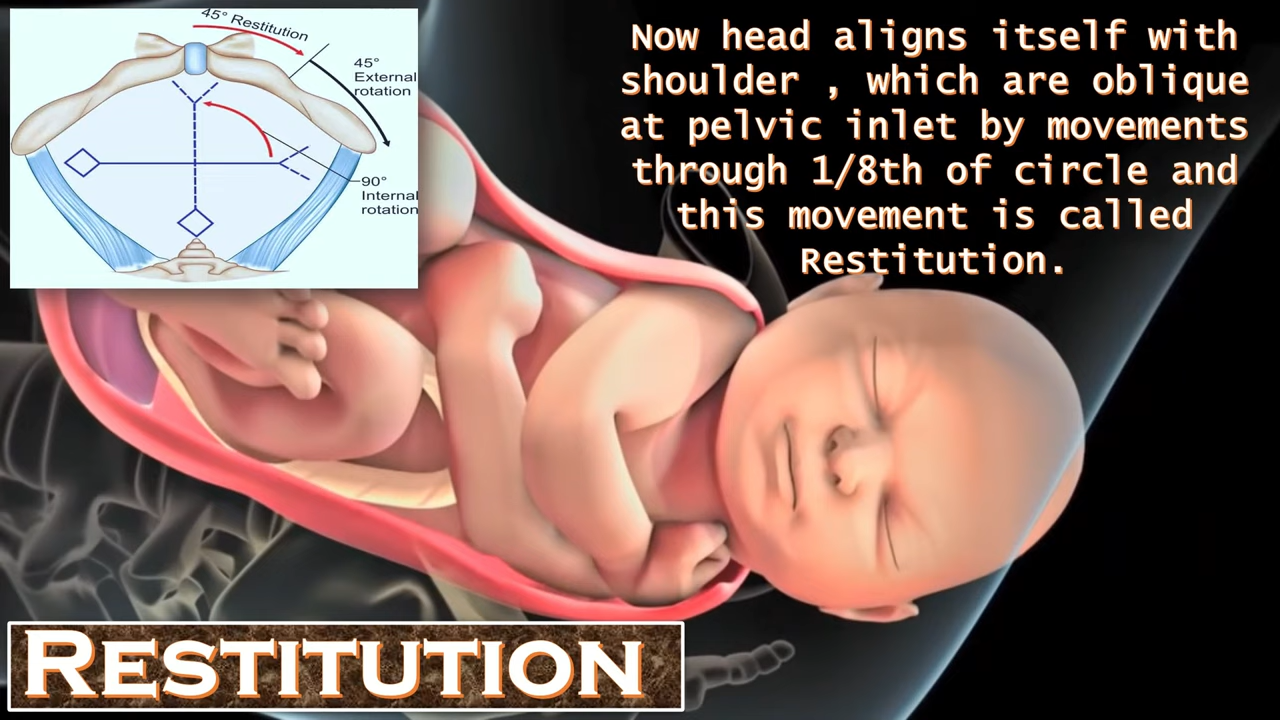 45° Restitution
45°
External
rotation
90°
Internal
rotation
Now head aligns itself with
shoulder , which are oblique
at pelvic inlet by movements
through 1/8th of circle and
this movement is called
Restitution.
RESTITUTION